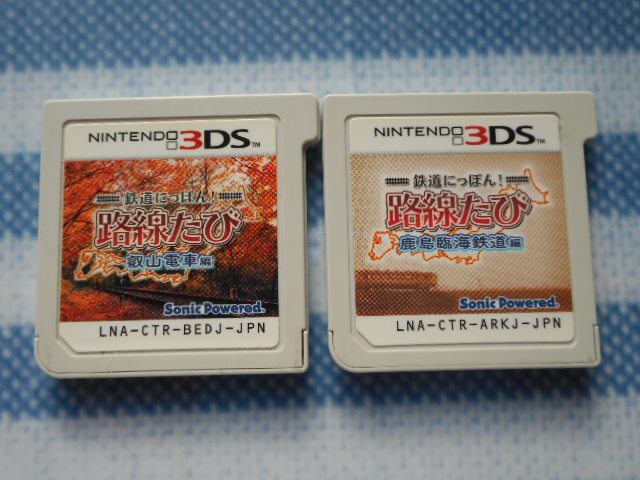 NINTENDO 3DS™
鉄道にっぽん!
路線たび
叡山電車編
Sonic Powered.
LNA-CTR-BEDJ-JPN
NINTENDO 3DS™
鉄道にっぽん!
路線たび
鹿島臨海鉄道編
Sonic Powered.
LNA-CTR-ARKJ-JPN